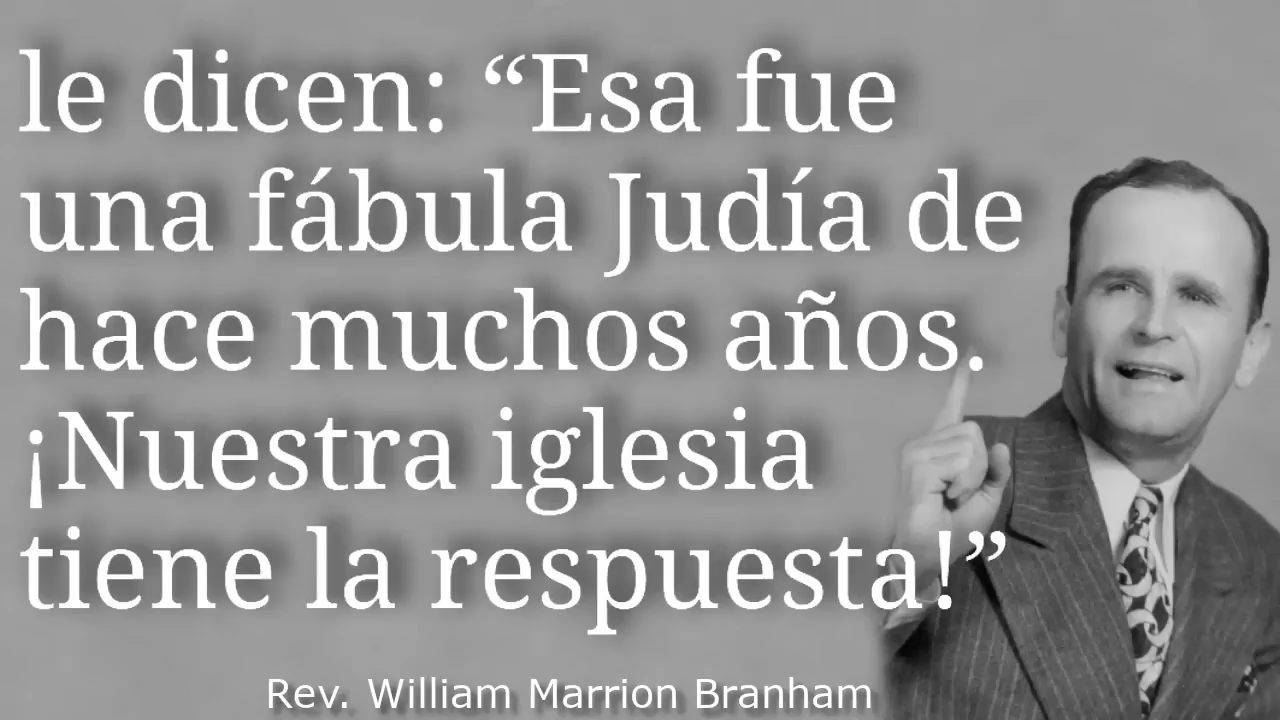 le dicen: “Esa fue
una fábula Judía de
hace muchos años.
¡Nuestra iglesia
tiene la respuesta!”
Rev. William Marrion Branham